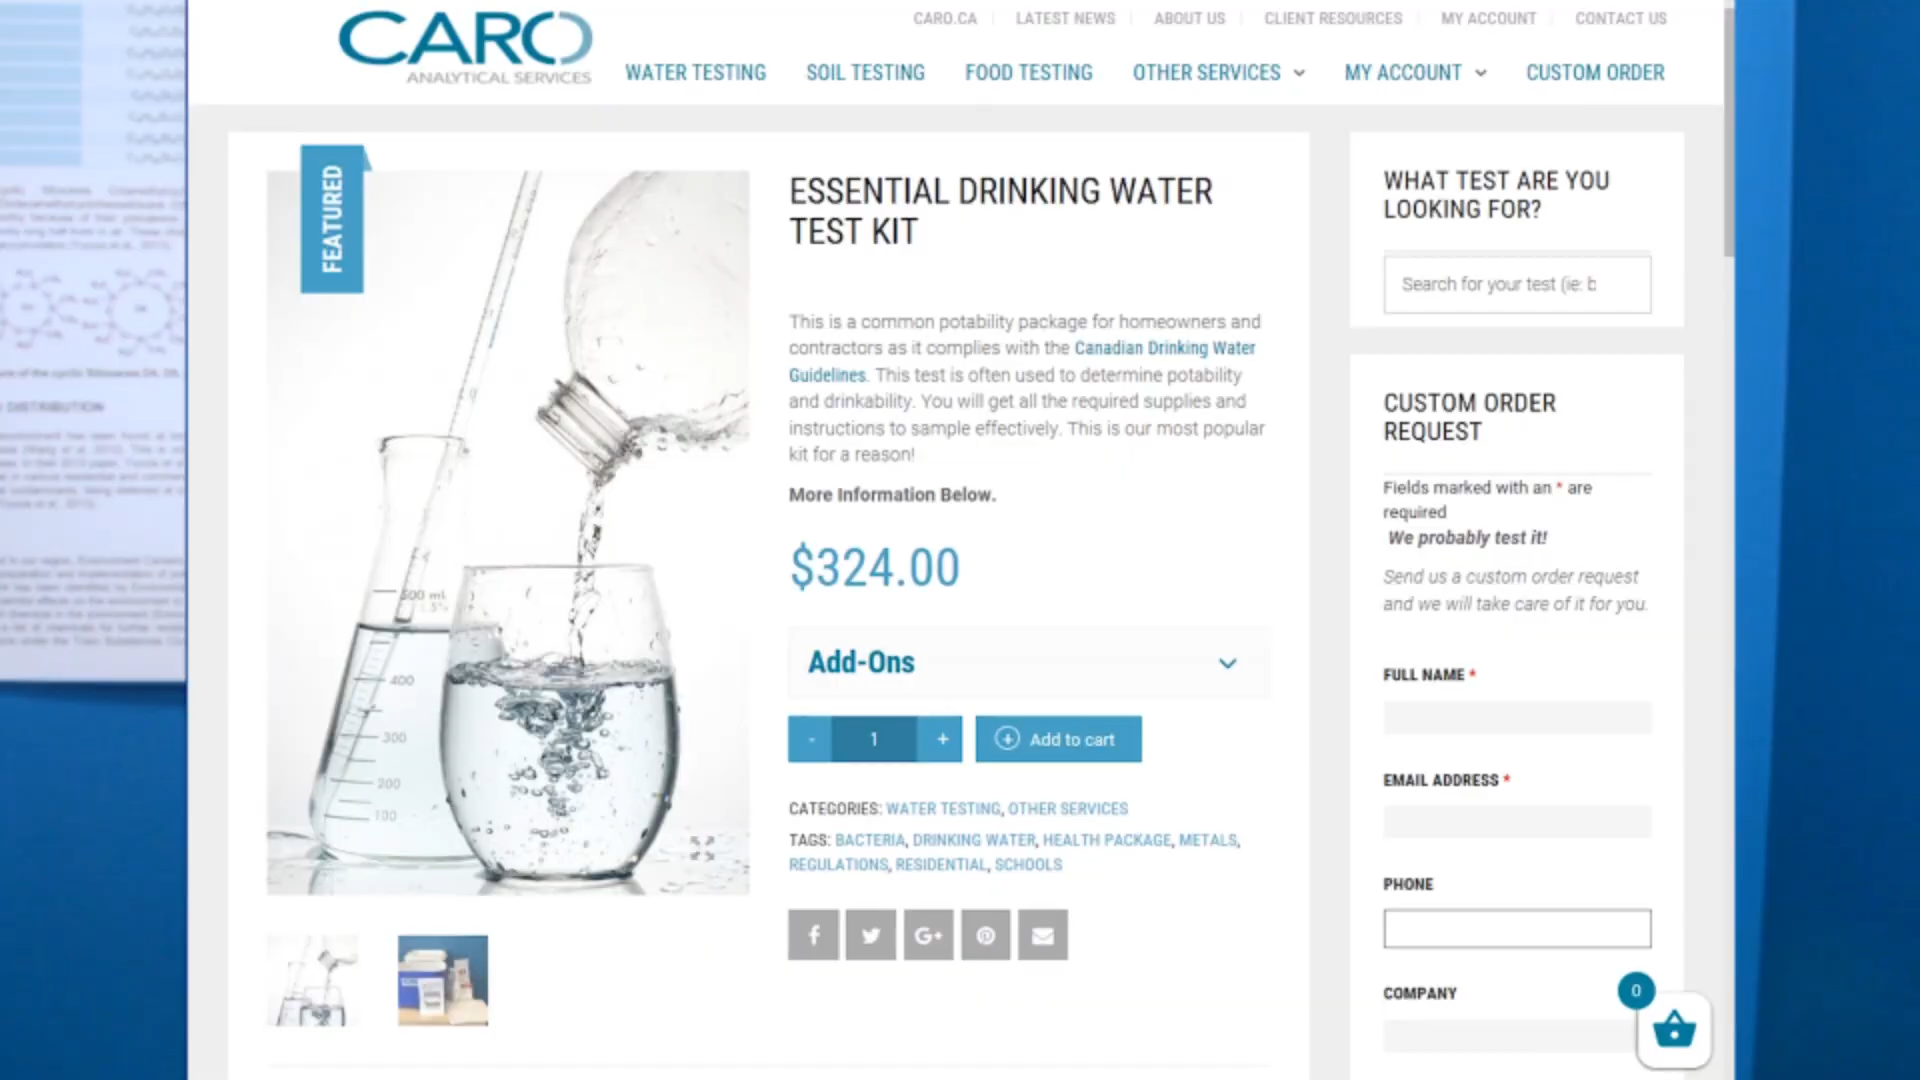 CARO
ANALYTICAL SERVICES
CARO.CA
LATEST NEWS
ABOUT US
CLIENT RESOURCES
MY ACCOUNT
CONTACT US
WATER TESTING
SOIL TESTING
FOOD TESTING
OTHER SERVICES
MY ACCOUNT
CUSTOM ORDER
FEATURED
500 ml
400
300
200
100
ESSENTIAL DRINKING WATER
TEST KIT
This is a common potability package for homeowners and
contractors as it complies with the Canadian Drinking Water
Guidelines. This test is often used to determine potability
and drinkability. You will get all the required supplies and
instructions to sample effectively. This is our most popular
kit for a reason!
More Information Below.
$324.00
Add-Ons
- 1 +
Add to cart
CATEGORIES: WATER TESTING, OTHER SERVICES
TAGS: BACTERIA, DRINKING WATER, HEALTH PACKAGE, METALS,
REGULATIONS, RESIDENTIAL, SCHOOLS
WHAT TEST ARE YOU
LOOKING FOR?
Search for your test (ie: b
CUSTOM ORDER
REQUEST
Fields marked with an * are
required
We probably test it!
Send us a custom order request
and we will take care of it for you.
FULL NAME *
EMAIL ADDRESS *
PHONE
COMPANY
0